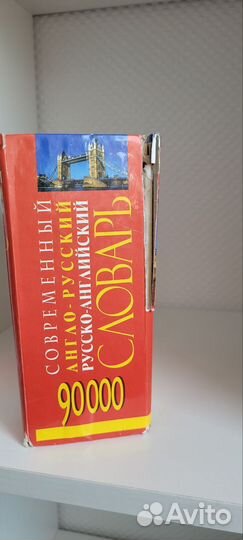 СОВРЕМЕННЫЙ
АНГЛО-РУССКИЙ
РУССКО-АНГЛИЙСКИЙ
СЛОВАРЬ
90000
Avito